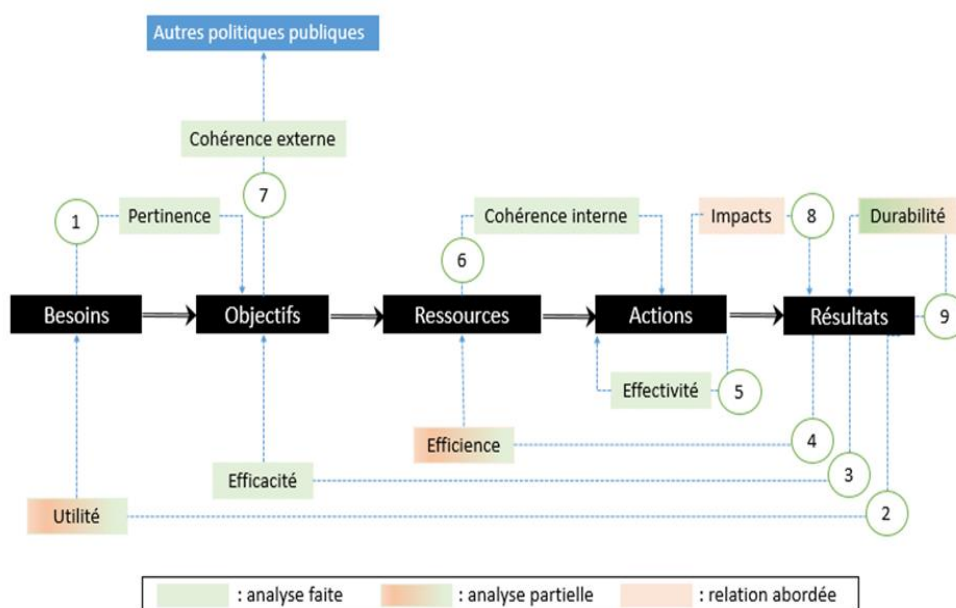 Autres politiques publiques
Cohérence externe
7
1
Pertinence
Cohérence interne
6
Impacts
8
Durabilité
Besoins
Objectifs
Ressources
Actions
Résultats
9
Effectivité
5
Efficience
4
Efficacité
3
Utilité
2
: analyse faite
: analyse partielle
: relation abordée